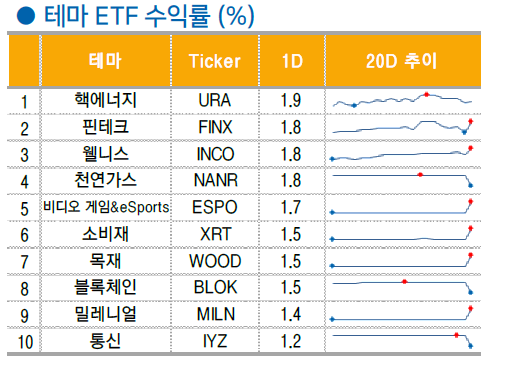 ● 테마 ETF 수익률 (%)
테마 Ticker 1D 20D 추이
1 핵에너지 URA 1.9
2 핀테크 FINX 1.8
3 웰니스 INCO 1.8
4 천연가스 NANR 1.8
5 비디오 게임&eSports ESPO 1.7
6 소비재 XRT 1.5
7 목재 WOOD 1.5
8 블록체인 BLOK 1.5
9 밀레니얼 MILN 1.4
10 통신 IYZ 1.2